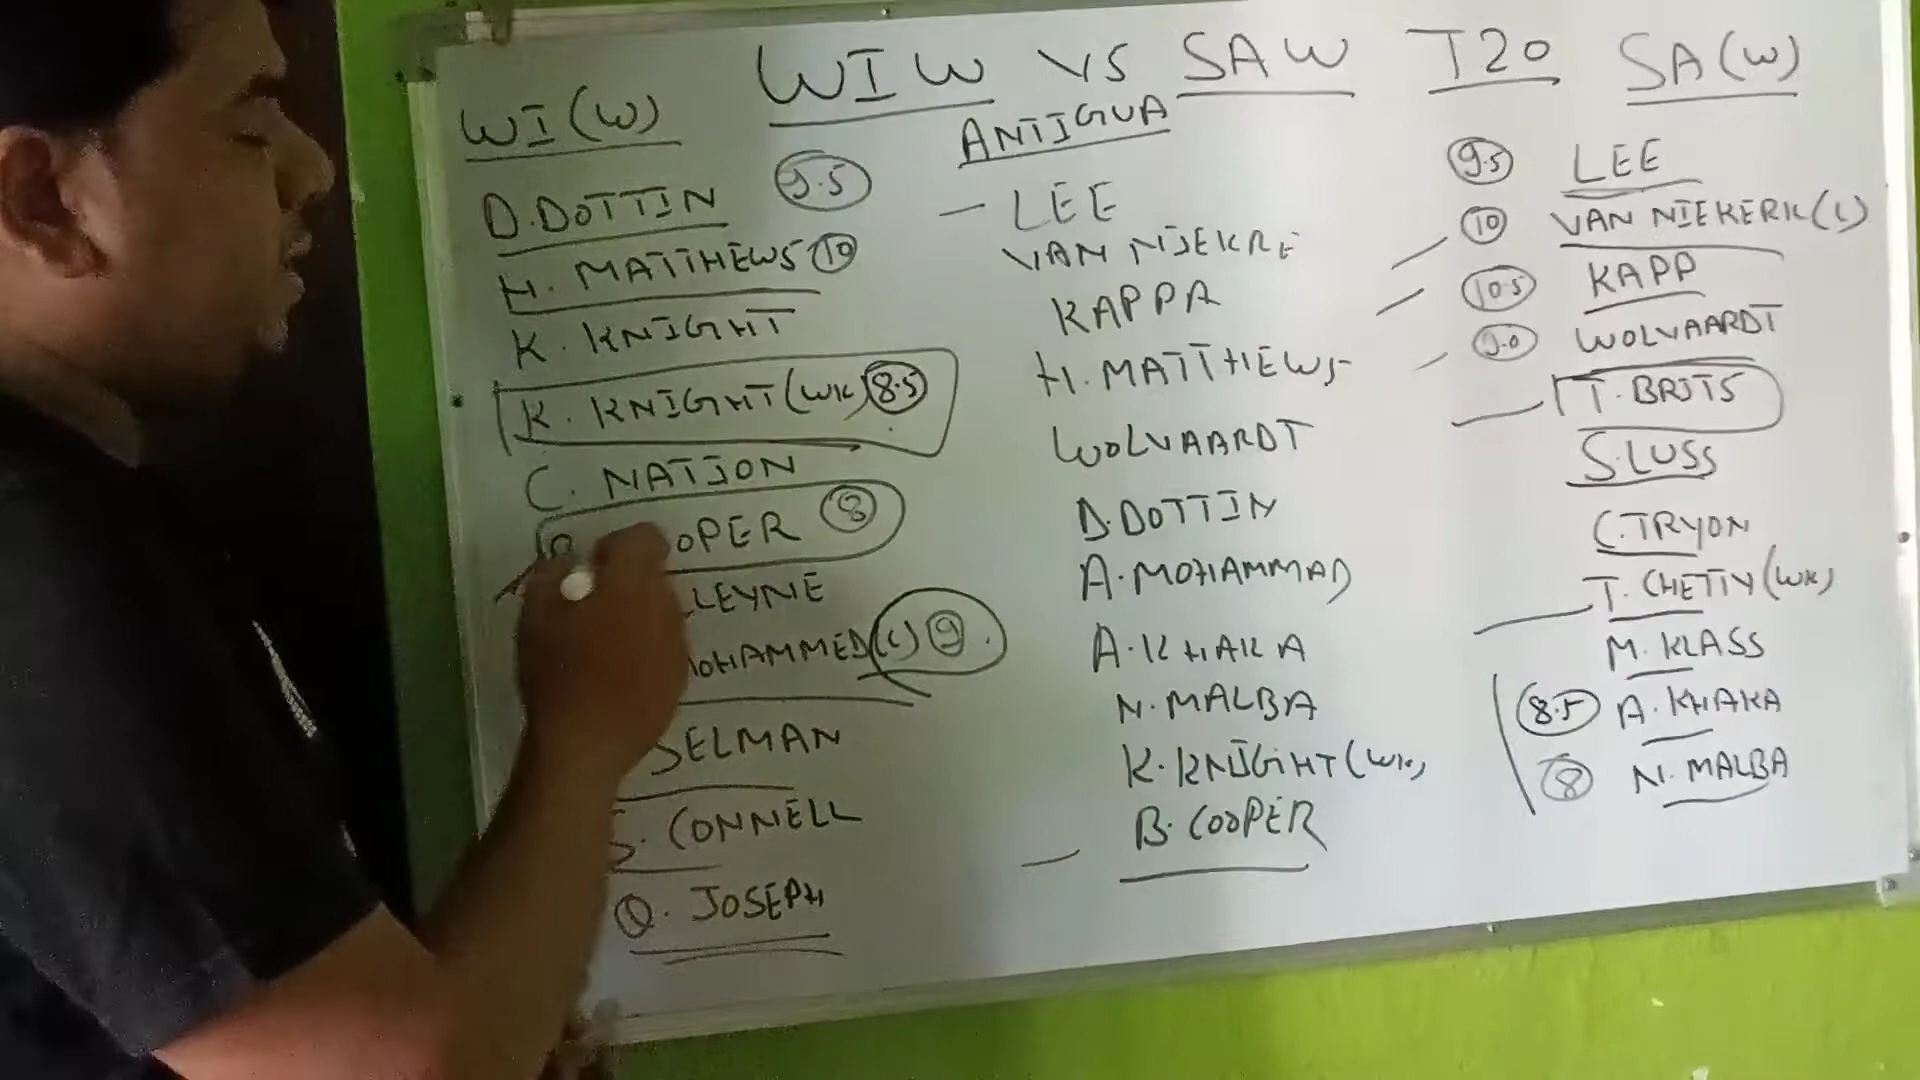 WIW VS SAW T20
ANTIGUA
WI(W)
D.DOTTIN 9.5
H. MATTHEWS 10
K. KNIGHT
K. KNIGHT(WK) 8.5
C. NATION
OPER 8
LLEYNE
MOHAMMED(C) 9
SELMAN
S. CONNELL
Q. JOSEPH
LEE
VAN NIEKRE
KAPPA
H. MATTHEWS
WOLVAARDT
D.DOTTIN
A.MOHAMMAD
A.KHAKA
N.MALBA
K.KNIGHT(WK)
B.COOPER
SA(W)
9.5 LEE
10 VAN NIEKERK(C)
10.5 KAPP
9.0 WOLVAARDT
T.BRITS
S.LUSS
C.TRYON
T.CHETTY(WK)
M.KLASS
8.5 A.KHAKA
8 N.MALBA